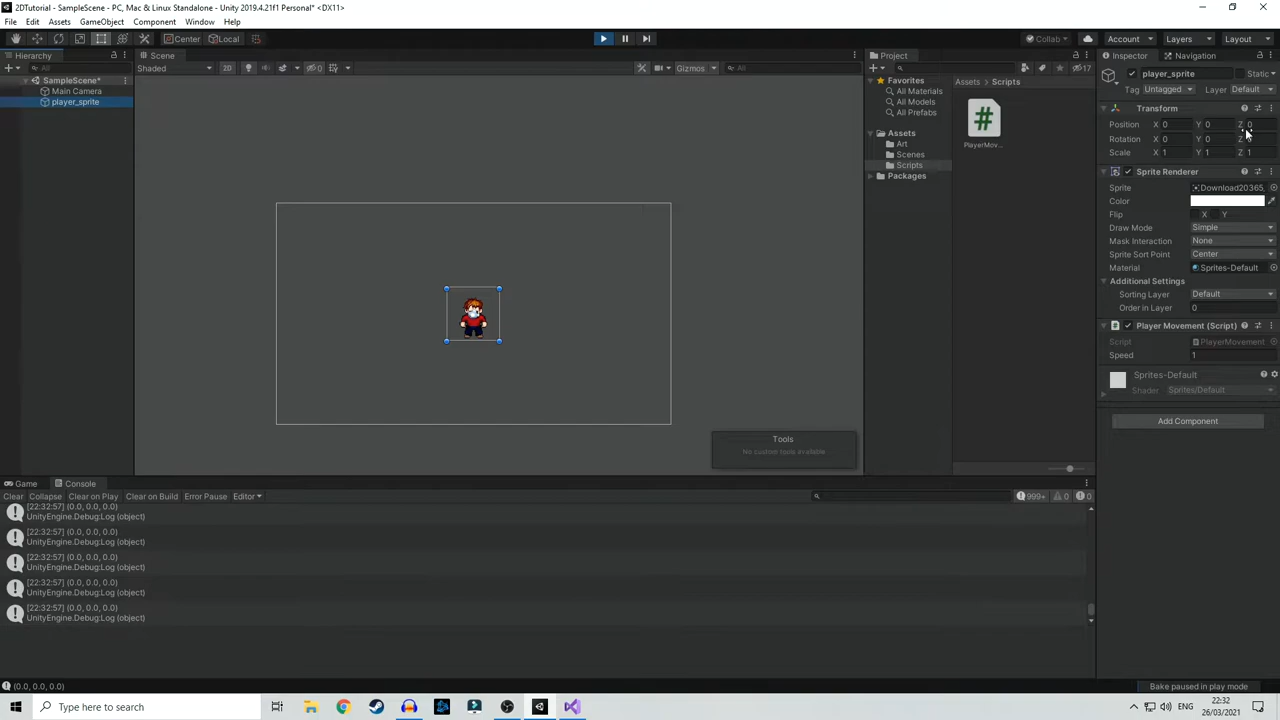 2DTutorial - SampleScene - PC, Mac & Linux Standalone - Unity 2019.4.21f1 Personal* <DX11>
File Edit Assets GameObject Component Window Help
Center Local Collab Account Layers Layout
Hierarchy Scene Project Inspector Navigation
All Shaded 2D 0 Gizmos All 17
SampleScene*
Main Camera
player_sprite
Favorites
All Materials
All Models
All Prefabs
Assets
Art
Scenes
Scripts
Packages
Assets Scripts
PlayerMov...
player_sprite Static
Tag Untagged Layer Default
Transform
Position X 0 Y 0 Z 0
Rotation X 0 Y 0 Z
Scale X 1 Y 1 Z 1
Sprite Renderer
Sprite Download20365
Color
Flip X Y
Draw Mode Simple
Mask Interaction None
Sprite Sort Point Center
Material Sprites-Default
Additional Settings
Sorting Layer Default
Order in Layer 0
Player Movement (Script)
Script PlayerMovement
Speed 1
Sprites-Default
Shader Sprites/Default
Add Component
Tools
No custom tools available
Game Console
Clear Collapse Clear on Play Clear on Build Error Pause Editor 999+ 0 0
[22:32:57] (0.0, 0.0, 0.0)
UnityEngine.Debug:Log (object)
[22:32:57] (0.0, 0.0, 0.0)
UnityEngine.Debug:Log (object)
[22:32:57] (0.0, 0.0, 0.0)
UnityEngine.Debug:Log (object)
[22:32:57] (0.0, 0.0, 0.0)
UnityEngine.Debug:Log (object)
[22:32:57] (0.0, 0.0, 0.0)
UnityEngine.Debug:Log (object)
(0.0, 0.0, 0.0) Bake paused in play mode
Type here to search ENG 22:32
26/03/2021